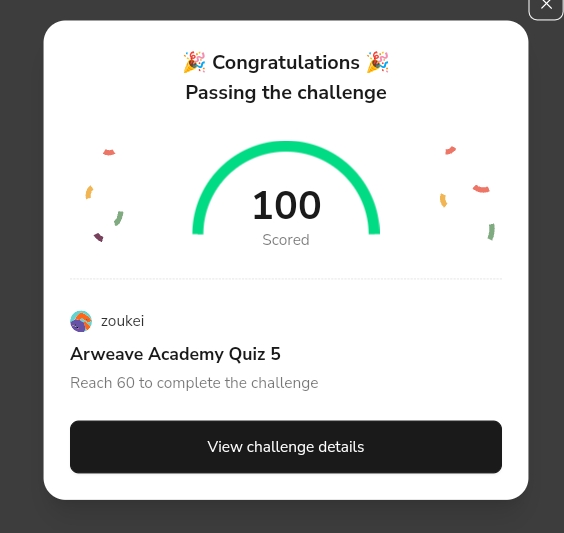 🎉 Congratulations 🎉
Passing the challenge
100
Scored
zoukei
Arweave Academy Quiz 5
Reach 60 to complete the challenge
View challenge details